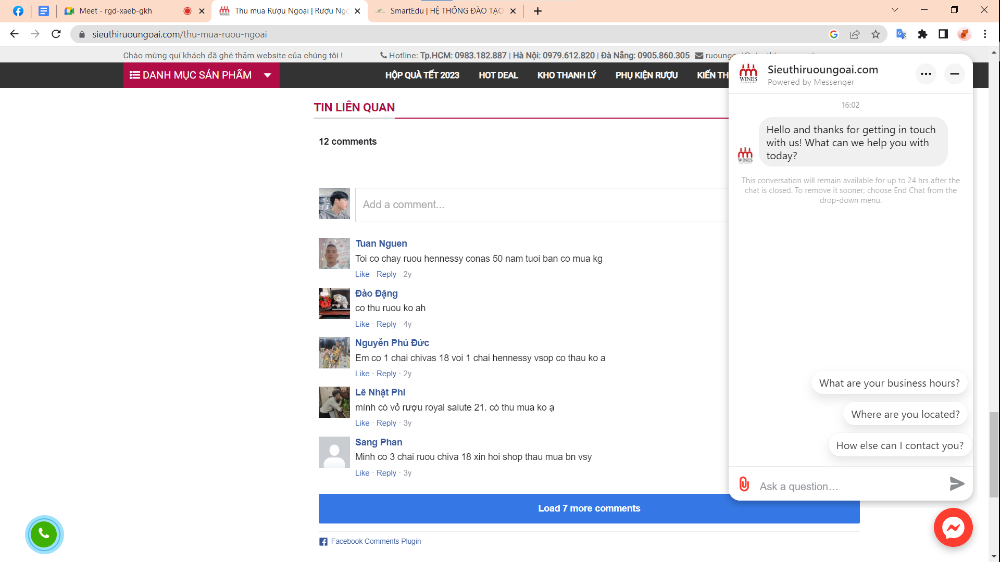 Meet - rgd-xaeb-gkh
Thu mua Rượu Ngoại | Rượu Ngo
SmartEdu | HỆ THỐNG ĐÀO TẠO
sieuthiruoungoai.com/thu-mua-ruou-ngoai
Chào mừng quí khách đã ghé thăm website của chúng tôi !
Hotline: Tp.HCM: 0983.182.887 | Hà Nội: 0979.612.820 | Đà Nẵng: 0905.860.305
DANH MỤC SẢN PHẨM
HỘP QUÀ TẾT 2023 HOT DEAL KHO THANH LÝ PHỤ KIỆN RƯỢU KIẾN TH
TIN LIÊN QUAN
12 comments
Add a comment...
Tuan Nguen
Toi co chay ruou hennessy conas 50 nam tuoi ban co mua kg
Like · Reply · 2y
Đào Đặng
co thu ruou ko ah
Like · Reply · 4y
Nguyễn Phú Đức
Em co 1 chai chivas 18 voi 1 chai hennessy vsop co thau ko a
Like · Reply · 2y
Lê Nhật Phi
mình có vỏ rượu royal salute 21. có thu mua ko ạ
Like · Reply · 3y
Sang Phan
Minh co 3 chai ruou chiva 18 xin hoi shop thau mua bn vsy
Like · Reply · 3y
Load 7 more comments
Facebook Comments Plugin
WINES
Sieuthiruoungoai.com
Powered by Messenger
16:02
Hello and thanks for getting in touch
with us! What can we help you with
today?
WINES
This conversation will remain available for up to 24 hrs after the
chat is closed. To remove it sooner, choose End Chat from the
drop-down menu.
What are your business hours?
Where are you located?
How else can I contact you?
Ask a question…